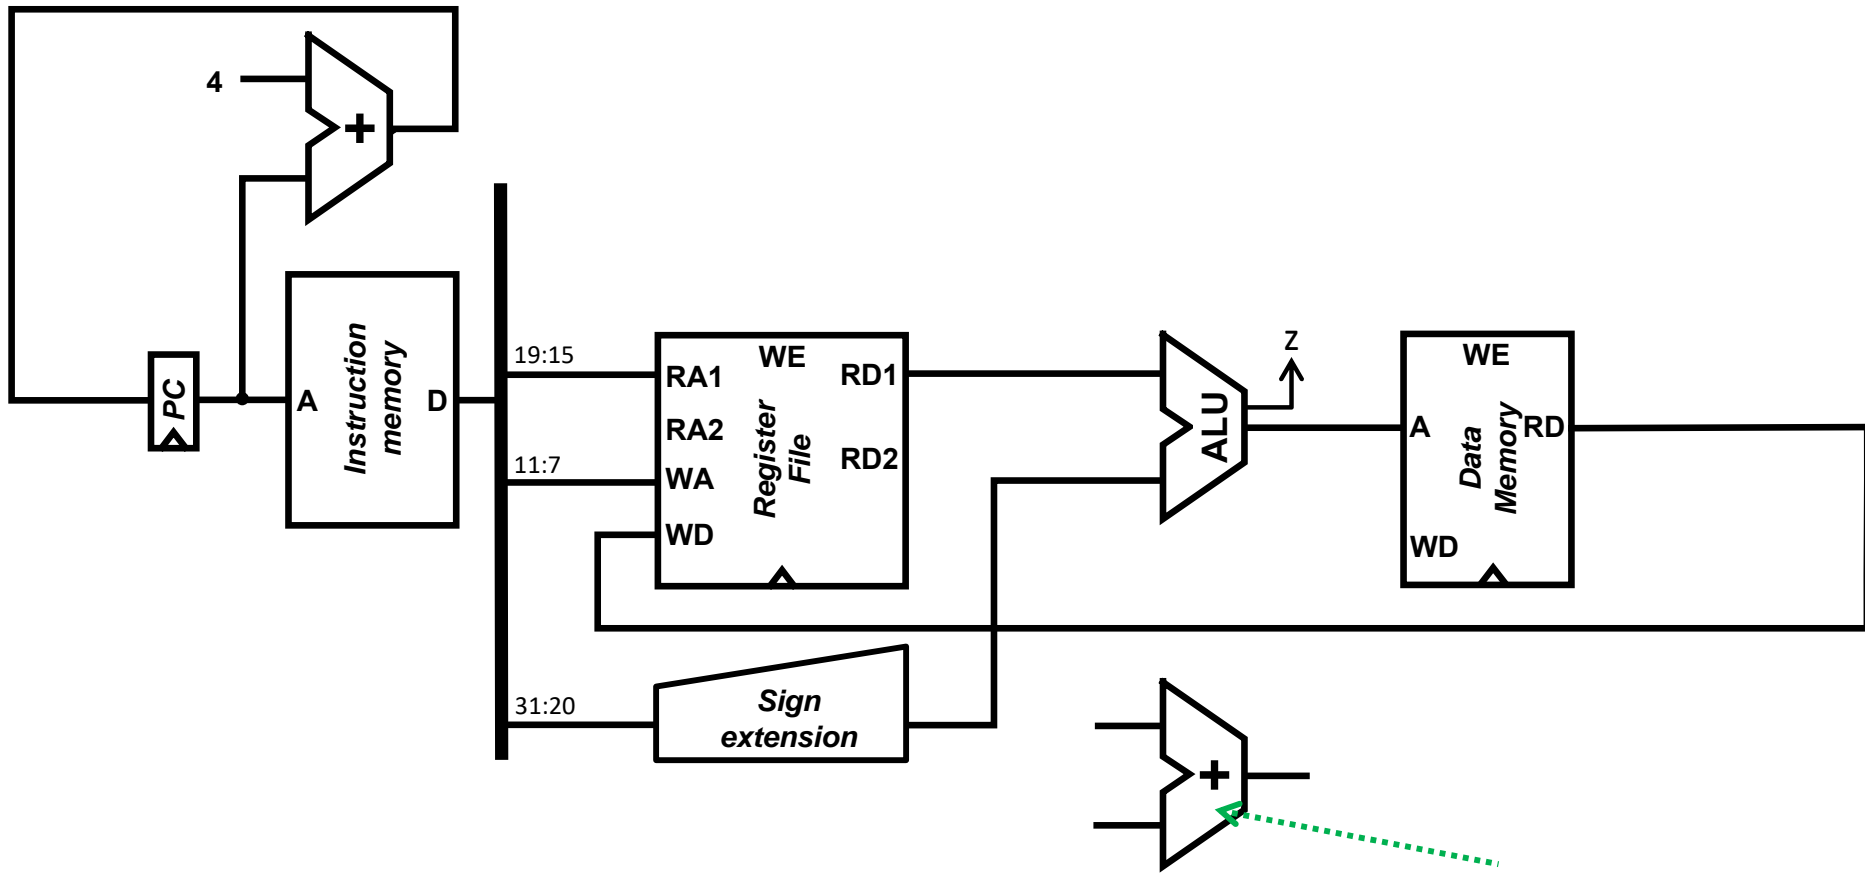 4
+
PC
A
D
Instruction
memory
19:15
11:7
31:20
RA1
RA2
WA
WD
WE
Register
File
RD1
RD2
Sign
extension
ALU
Z
+
A
WD
WE
Data
Memory
RD